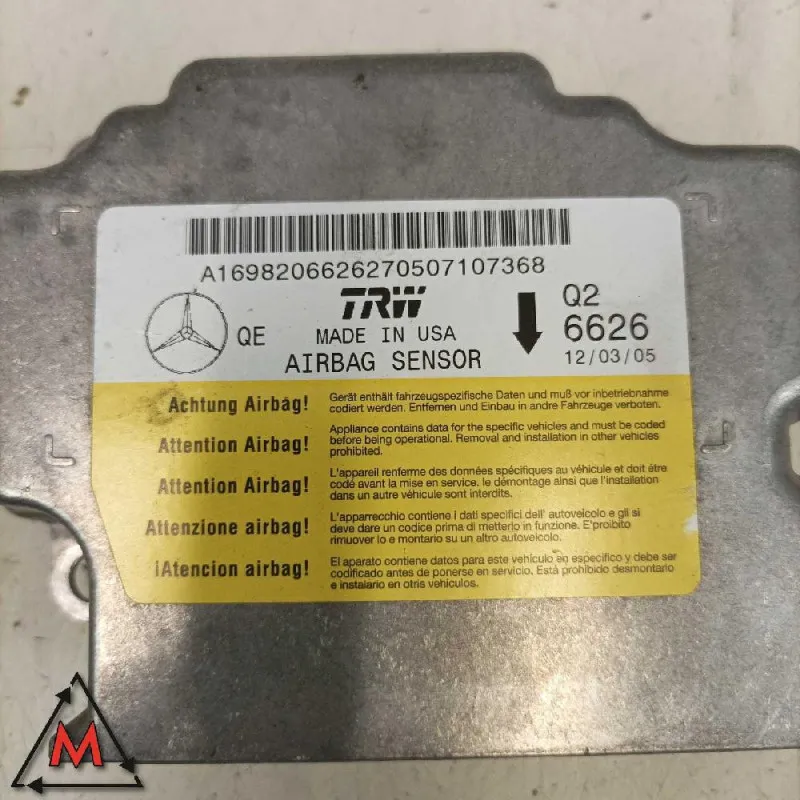 A1698206626270507107368
TRW
Q2
QE
MADE IN USA
6626
AIRBAG SENSOR
12/03/05
Achtung Airbag!
Gerät enthält fahrzeugspezifische Daten und muß vor inbetriebnahme
codiert werden. Entfernen und Einbau in andre Fahrzeuge verboten.
Attention Airbag!
Appliance contains data for the specific vehicles and must be coded
before being operational. Removal and installation in other vehicles
prohibited.
Attention Airbag!
L'appareil renferme des données spécifiques au véhicule et doit être
codé avant la mise en service. le démontage ainsi que l'installation
dans un autre véhicule sont interdits.
Attenzione airbag!
L'apparrecchio contiene i dati specifici dell' autoveicolo e gli si
deve dare un codice prima di metterlo in funzione. E'proibito
rimuover lo e montario su un altro autoveicolo.
¡Atencion airbag!
El aparato contiene datos para este vehiculo en especifico y debe ser
codificado antes de ponerse en servicio. Está prohibido desmontario
e instalario en otris vehiculos.
M